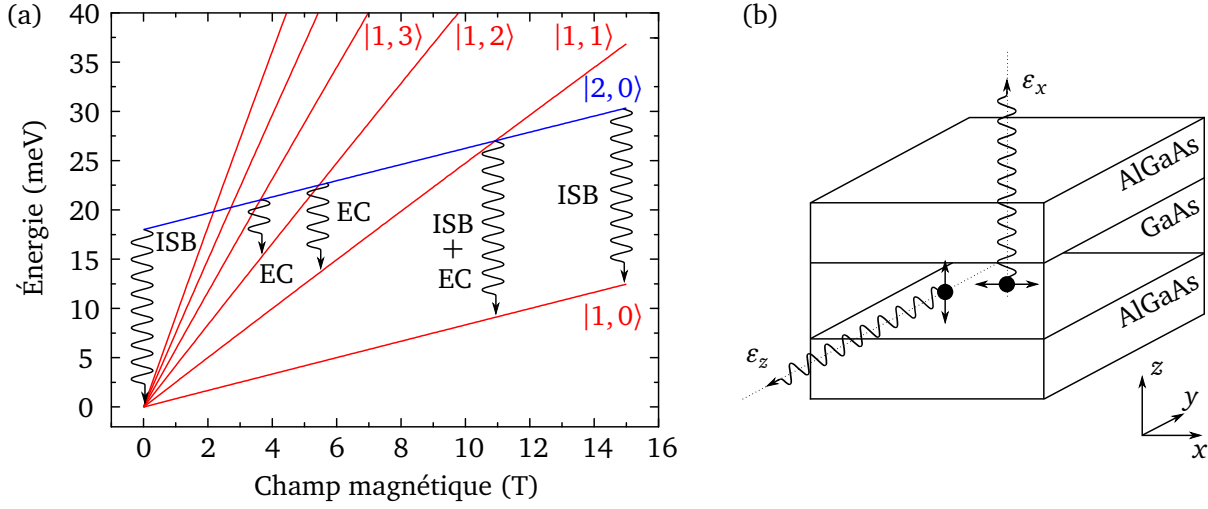 (a)
Énergie (meV)
40
35
30
25
20
15
10
5
0
0 2 4 6 8 10 12 14 16
Champ magnétique (T)
|1, 3⟩ |1, 2⟩ |1, 1⟩
|2, 0⟩
|1, 0⟩
ISB
EC
EC
ISB
+
EC
ISB
(b)
εx
εz
AlGaAs
GaAs
AlGaAs
z
y
x